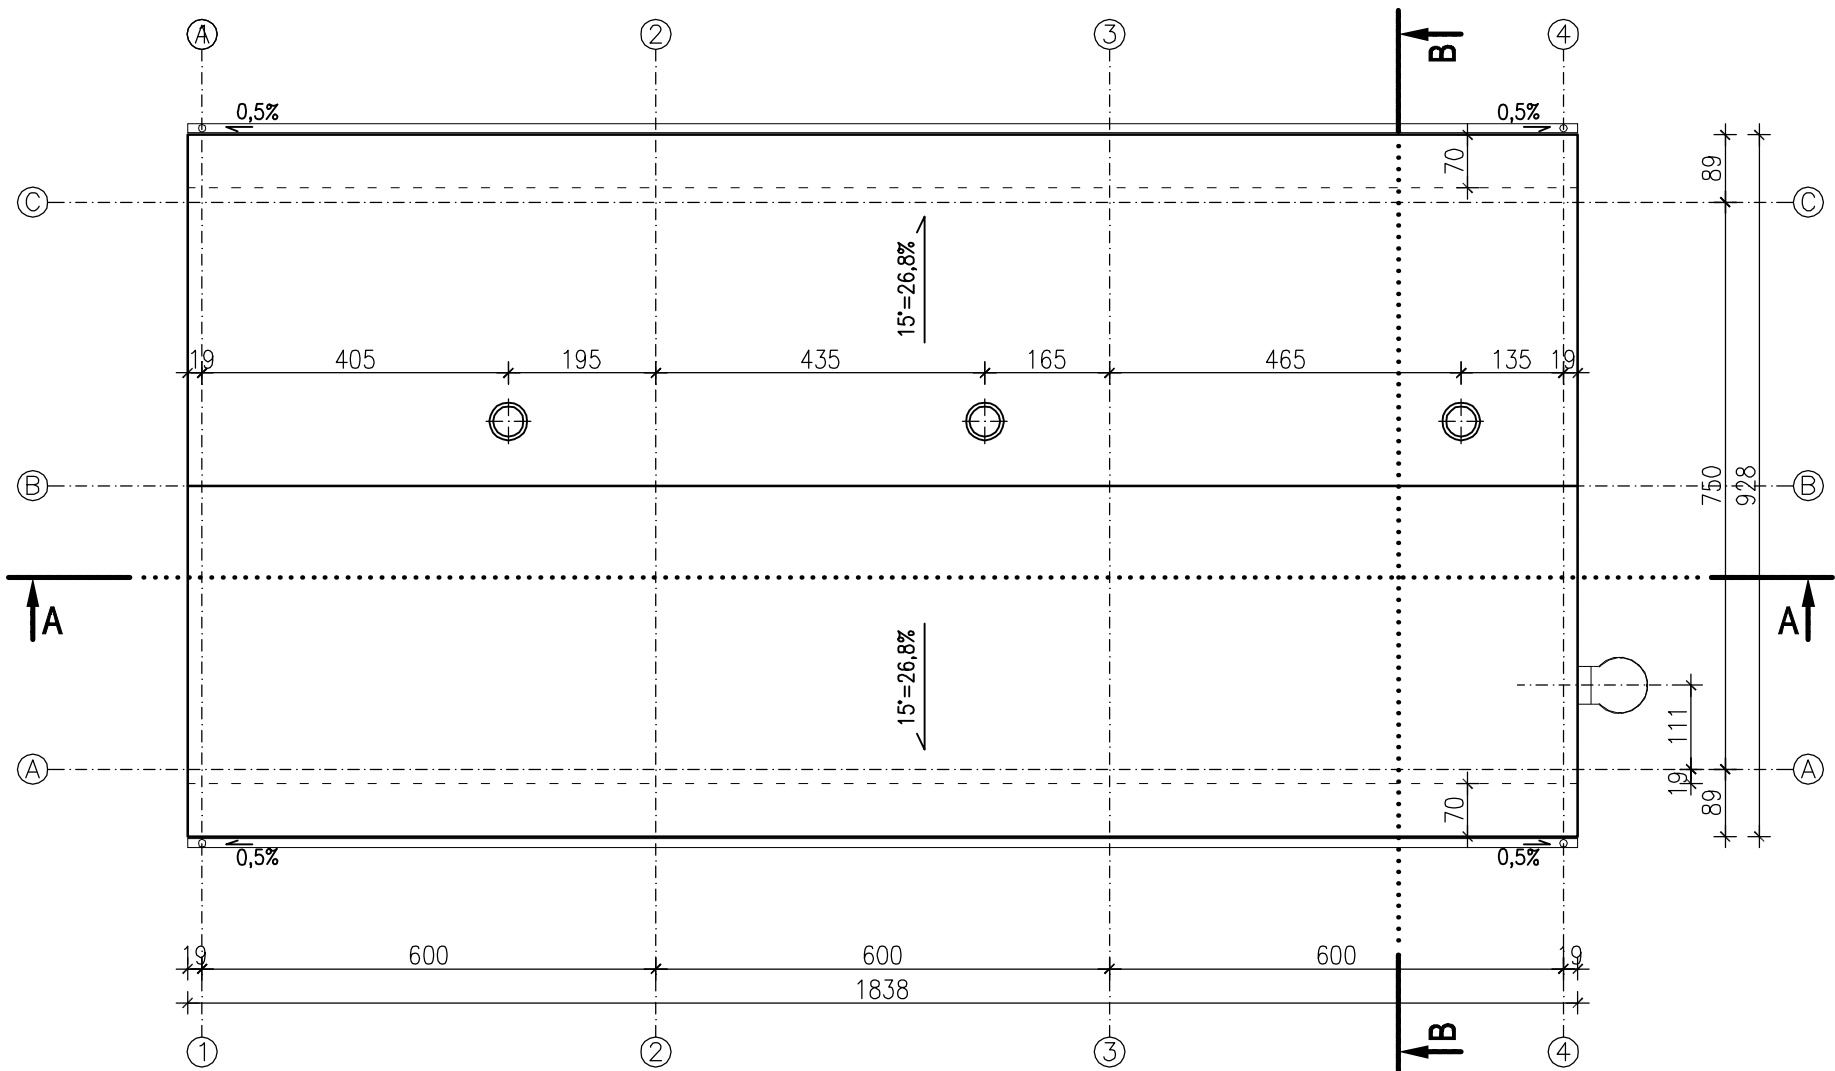 A 2 3 4
B
0,5% 0,5%
70 89
C C
15°=26,8%
19 405 195 435 165 465 135 19
B 750 928 B
A A
15°=26,8%
111
A 19 A
70 89
0,5% 0,5%
19 600 600 600 19
1838
B
1 2 3 4